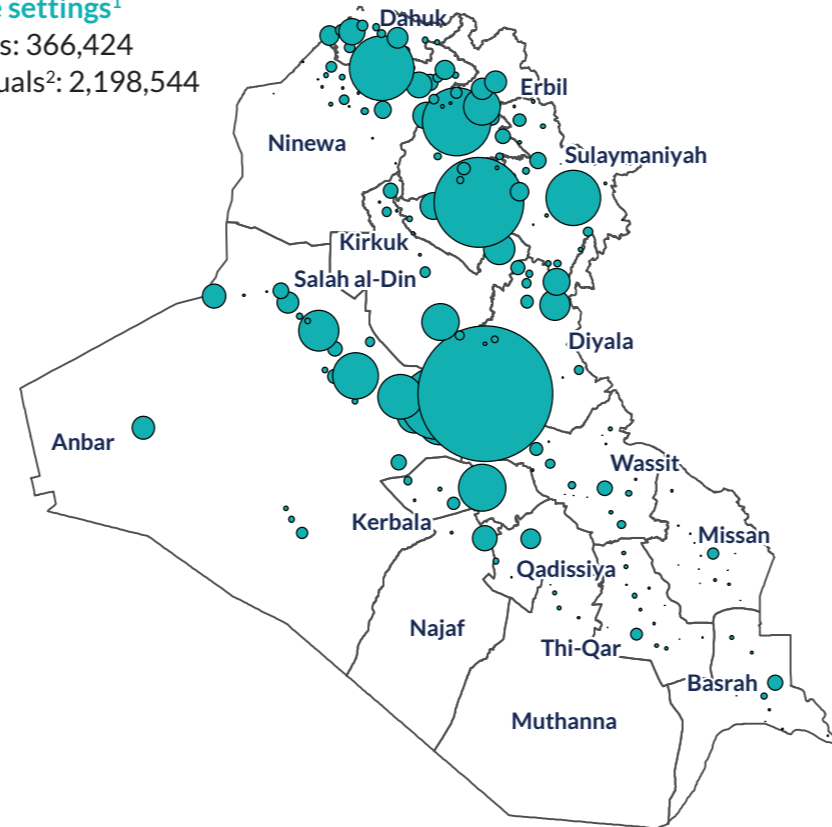 settings¹
s: 366,424
uals²: 2,198,544
Dahuk
Erbil
Ninewa
Sulaymaniyah
Kirkuk
Salah al-Din
Diyala
Anbar
Wassit
Kerbala
Missan
Qadissiya
Najaf
Thi-Qar
Basrah
Muthanna